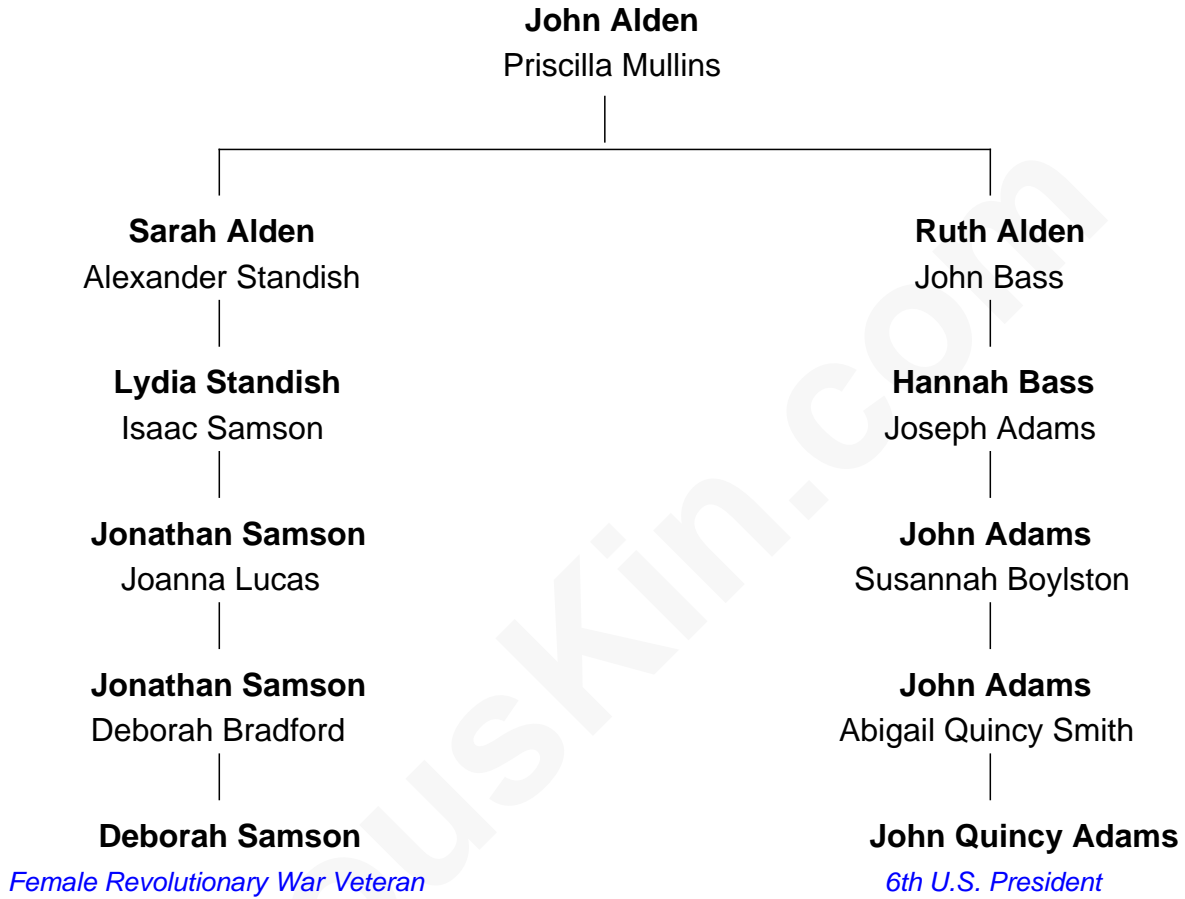 John Alden
Priscilla Mullins
Sarah Alden
Alexander Standish
Ruth Alden
John Bass
Lydia Standish
Isaac Samson
Hannah Bass
Joseph Adams
Jonathan Samson
Joanna Lucas
John Adams
Susannah Boylston
Jonathan Samson
Deborah Bradford
John Adams
Abigail Quincy Smith
Deborah Samson
Female Revolutionary War Veteran
John Quincy Adams
6th U.S. President
ousKin.com